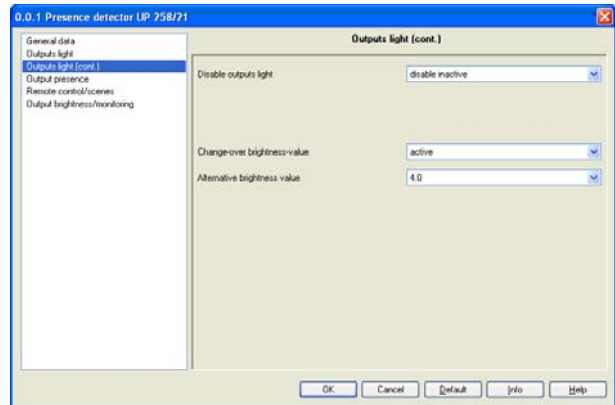 0.0.1 Presence detector UP 258/21
General data
Outputs light
Outputs light (cont.)
Output presence
Remote control/scenes
Output brightness/monitoring
Outputs light (cont.)
Disable outputs light
disable inactive
Change-over brightness-value
active
Alternative brightness value
4.0
OK
Cancel
Default
Info
Help